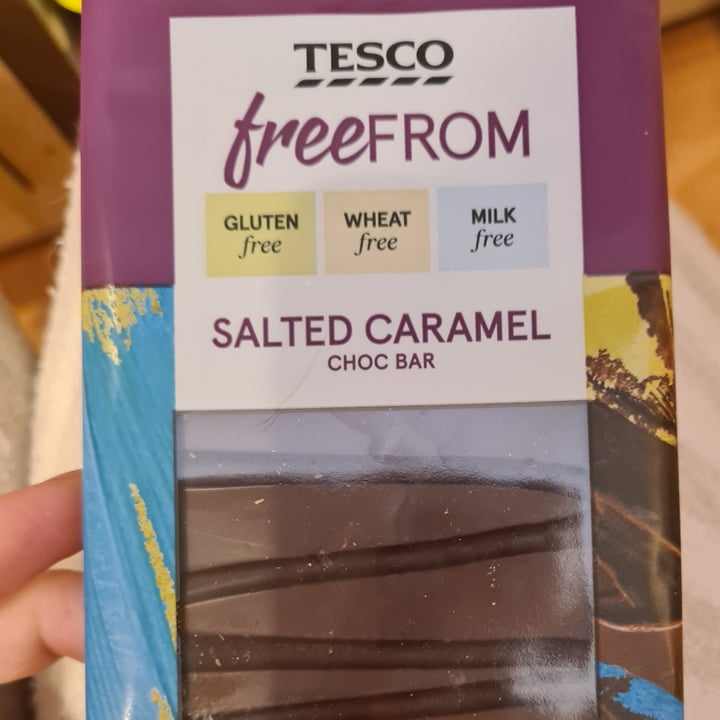 TESCO
freeFROM
GLUTEN free
WHEAT free
MILK free
SALTED CARAMEL
CHOC BAR